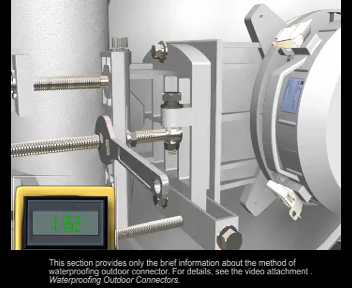 1.82
This section provides only the brief information about the method of
waterproofing outdoor connector. For details, see the video attachment .
Waterproofing Outdoor Connectors.